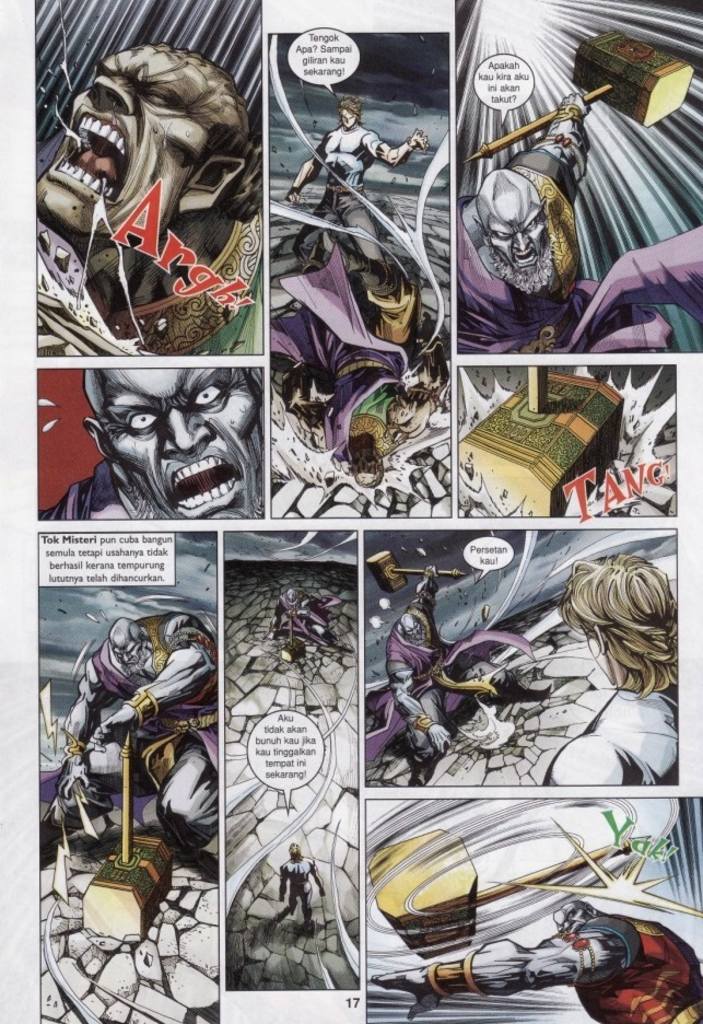 Argh!
Tengok
Apa? Sampai
giliran kau
sekarang!
Apakah
kau kira aku
ini akan
takut?
TANG!
Tok Misteri pun cuba bangun
semula tetapi usahanya tidak
berhasil kerana tempurung
lututnya telah dihancurkan.
Aku
tidak akan
bunuh kau jika
kau tinggalkan
tempat ini
sekarang!
Persetan
kau!
Yak!
17